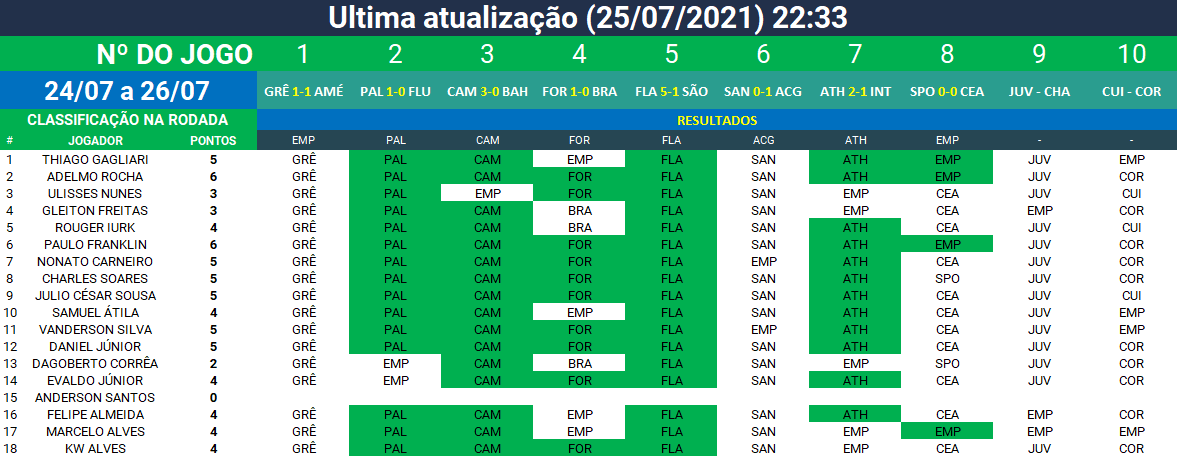 Ultima atualização (25/07/2021) 22:33
Nº DO JOGO 1 2 3 4 5 6 7 8 9 10
24/07 a 26/07 GRÊ 1-1 AMÉ PAL 1-0 FLU CAM 3-0 BAH FOR 1-0 BRA FLA 5-1 SÃO SAN 0-1 ACG ATH 2-1 INT SPO 0-0 CEA JUV - CHA CUI - COR
CLASSIFICAÇÃO NA RODADA RESULTADOS
# JOGADOR PONTOS EMP PAL CAM FOR FLA ACG ATH EMP - -
1 THIAGO GAGLIARI 5 GRÊ PAL CAM EMP FLA SAN ATH EMP JUV EMP
2 ADELMO ROCHA 6 GRÊ PAL CAM FOR FLA SAN ATH EMP JUV COR
3 ULISSES NUNES 3 GRÊ PAL EMP FOR FLA SAN EMP CEA JUV CUI
4 GLEITON FREITAS 3 GRÊ PAL CAM BRA FLA SAN EMP CEA EMP COR
5 ROUGER IURK 4 GRÊ PAL CAM BRA FLA SAN ATH CEA JUV CUI
6 PAULO FRANKLIN 6 GRÊ PAL CAM FOR FLA SAN ATH EMP JUV COR
7 NONATO CARNEIRO 5 GRÊ PAL CAM FOR FLA EMP ATH CEA JUV COR
8 CHARLES SOARES 5 GRÊ PAL CAM FOR FLA SAN ATH SPO JUV COR
9 JULIO CÉSAR SOUSA 5 GRÊ PAL CAM FOR FLA SAN ATH CEA JUV CUI
10 SAMUEL ÁTILA 4 GRÊ PAL CAM EMP FLA SAN ATH CEA JUV EMP
11 VANDERSON SILVA 5 GRÊ PAL CAM FOR FLA EMP ATH CEA JUV EMP
12 DANIEL JÚNIOR 5 GRÊ PAL CAM FOR FLA SAN ATH CEA JUV COR
13 DAGOBERTO CORRÊA 2 GRÊ EMP CAM BRA FLA SAN EMP SPO JUV COR
14 EVALDO JÚNIOR 4 GRÊ EMP CAM FOR FLA SAN ATH CEA JUV COR
15 ANDERSON SANTOS 0
16 FELIPE ALMEIDA 4 GRÊ PAL CAM EMP FLA SAN ATH CEA EMP COR
17 MARCELO ALVES 4 GRÊ PAL CAM EMP FLA SAN EMP EMP EMP EMP
18 KW ALVES 4 GRÊ PAL CAM FOR FLA SAN EMP CEA JUV COR